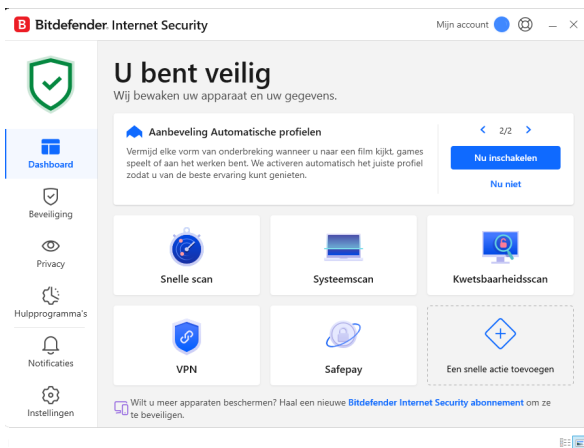 B Bitdefender Internet Security
Mijn account
U bent veilig
Wij bewaken uw apparaat en uw gegevens.
Dashboard
Beveiliging
Privacy
Hulpprogramma's
Notificaties
Instellingen
Aanbeveling Automatische profielen
Vermijd elke vorm van onderbreking wanneer u naar een film kijkt, games
speelt of aan het werken bent. We activeren automatisch het juiste profiel
zodat u van de beste ervaring kunt genieten.
2/2
Nu inschakelen
Nu niet
Snelle scan
Systeemscan
Kwetsbaarheidsscan
VPN
Safepay
Een snelle actie toevoegen
Wilt u meer apparaten beschermen? Haal een nieuwe Bitdefender Internet Security abonnement om ze
te beveiligen.